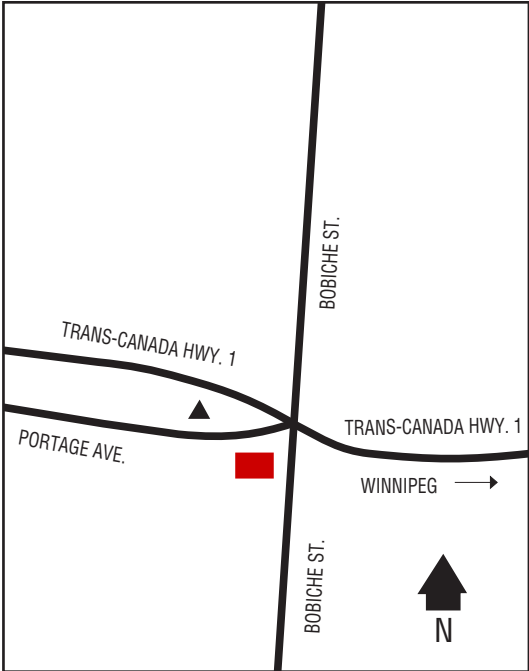 BOBICHE ST.
TRANS-CANADA HWY. 1
TRANS-CANADA HWY. 1
PORTAGE AVE.
WINNIPEG
BOBICHE ST.
N